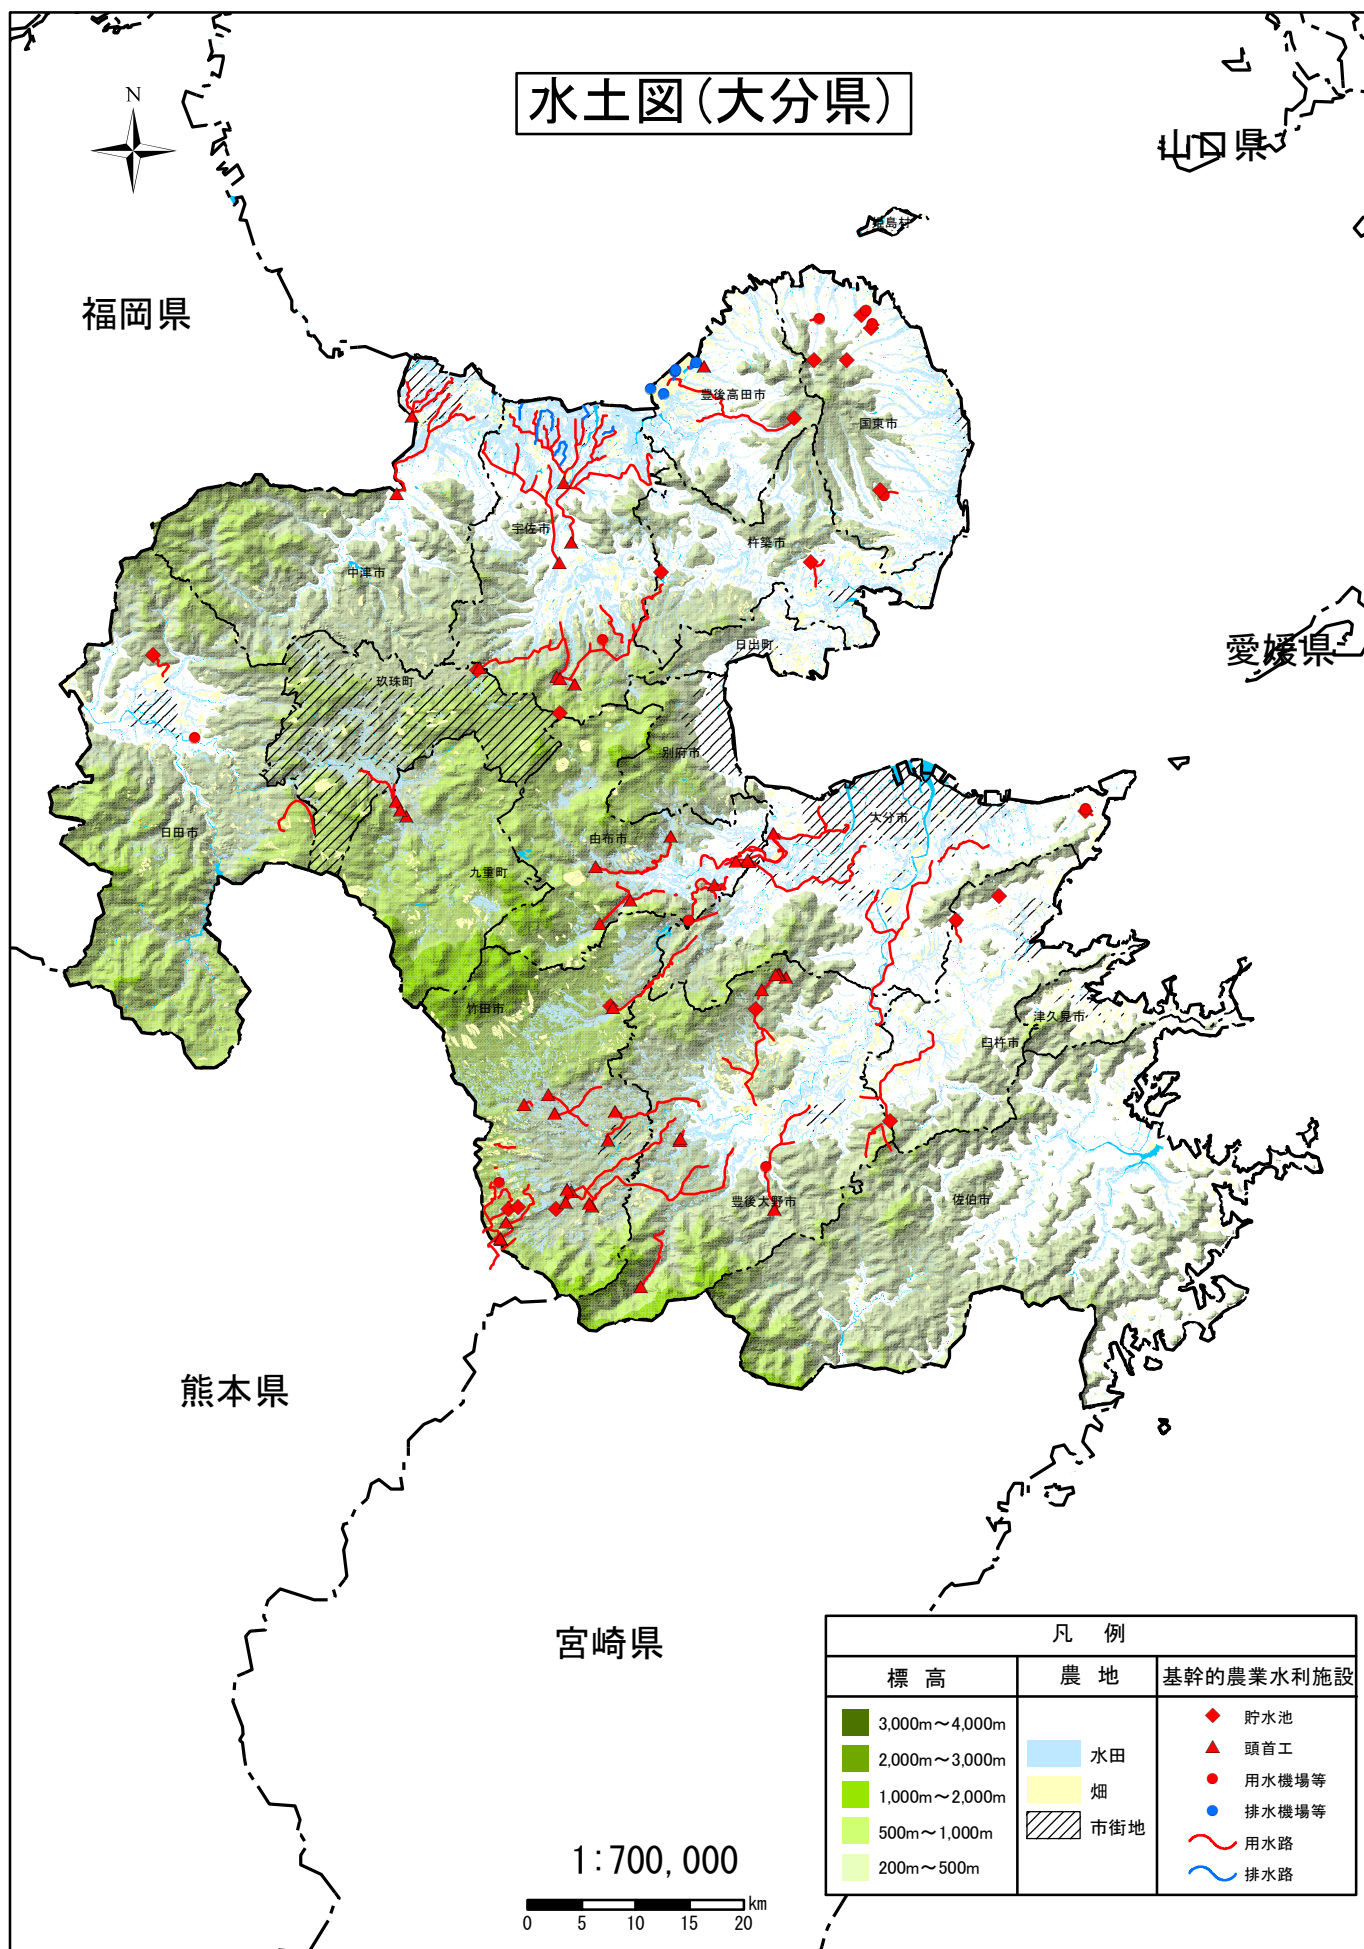 水土図(大分県)
N
山口県
姫島村
福岡県
豊後高田市
国東市
宇佐市
杵築市
中津市
日出町
愛媛県
玖珠町
別府市
大分市
日田市
由布市
九重町
竹田市
津久見市
臼杵市
豊後大野市
佐伯市
熊本県
宮崎県
凡 例
標 高
農 地
基幹的農業水利施設
3,000m～4,000m
2,000m～3,000m
1,000m～2,000m
500m～1,000m
200m～500m
水田
畑
市街地
貯水池
頭首工
用水機場等
排水機場等
用水路
排水路
1:700,000
km
0 5 10 15 20